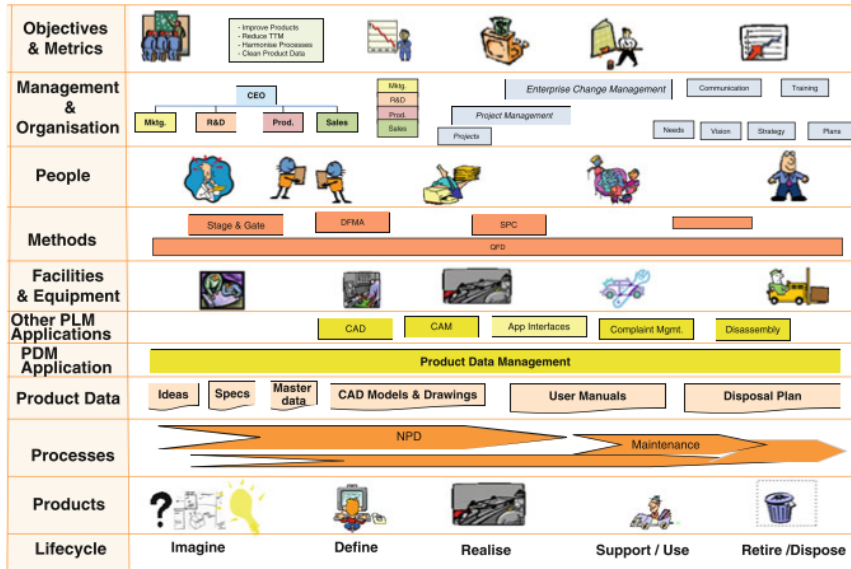 Objectives
& Metrics
- Improve Products
- Reduce TTM
- Harmonise Processes
- Clean Product Data
Management
&
Organisation
CEO
Mktg.
R&D
Prod.
Sales
Mktg.
R&D
Prod.
Sales
Enterprise Change Management
Project Management
Projects
Communication
Training
Needs
Vision
Strategy
Plans
People
Methods
Stage & Gate
DFMA
SPC
QFD
Facilities
& Equipment
Other PLM
Applications
CAD
CAM
App Interfaces
Complaint Mgmt.
Disassembly
PDM
Application
Product Data Management
Product Data
Ideas
Specs
Master
data
CAD Models & Drawings
User Manuals
Disposal Plan
Processes
NPD
Maintenance
Products
?
Lifecycle
Imagine
Define
Realise
Support / Use
Retire /Dispose